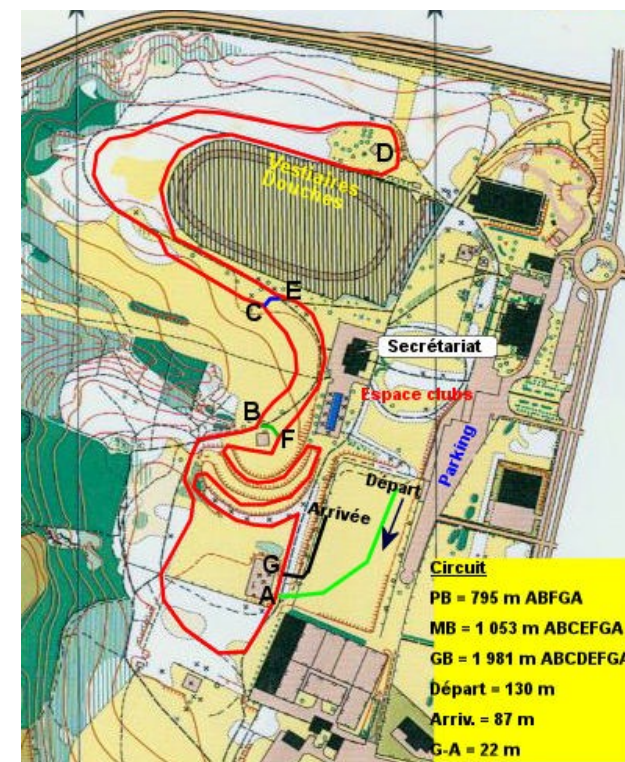 D
Vestiaires
Douches
E
C
Secrétariat
Espace clubs
B
F
Parking
Départ
Arrivée
G
A
Circuit
PB = 795 m ABFGA
MB = 1 053 m ABCEFGA
GB = 1 981 m ABCDEFGA
Départ = 130 m
Arriv. = 87 m
G-A = 22 m